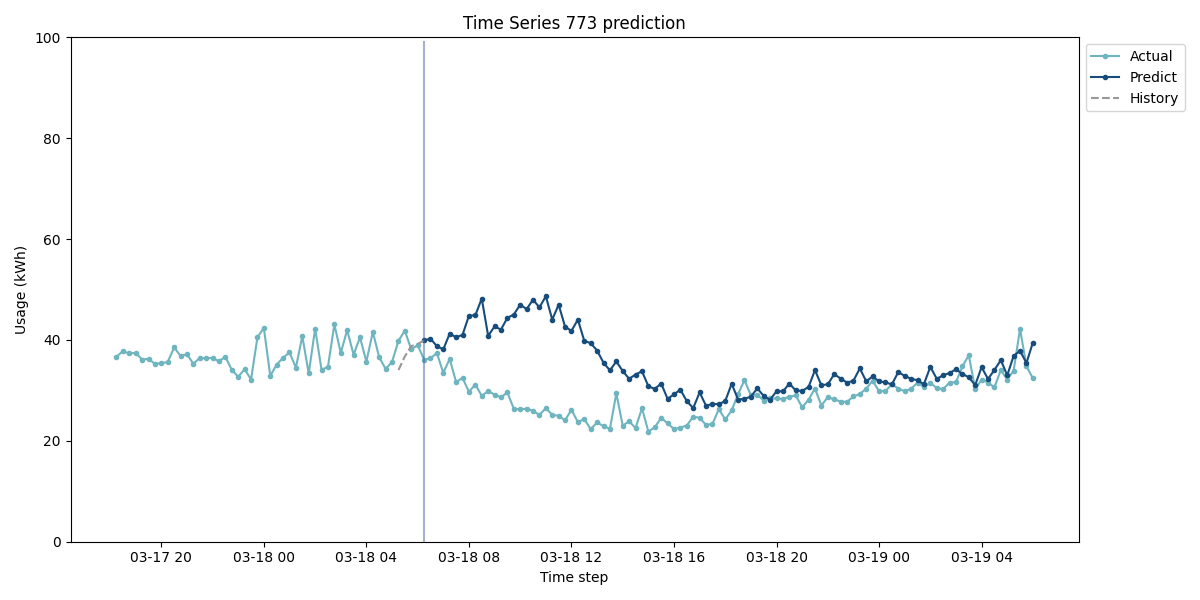 Time Series 773 prediction
Actual
Predict
History
100
80
60
40
20
0
Usage (kWh)
03-17 20
03-18 00
03-18 04
03-18 08
03-18 12
03-18 16
03-18 20
03-19 00
03-19 04
Time step